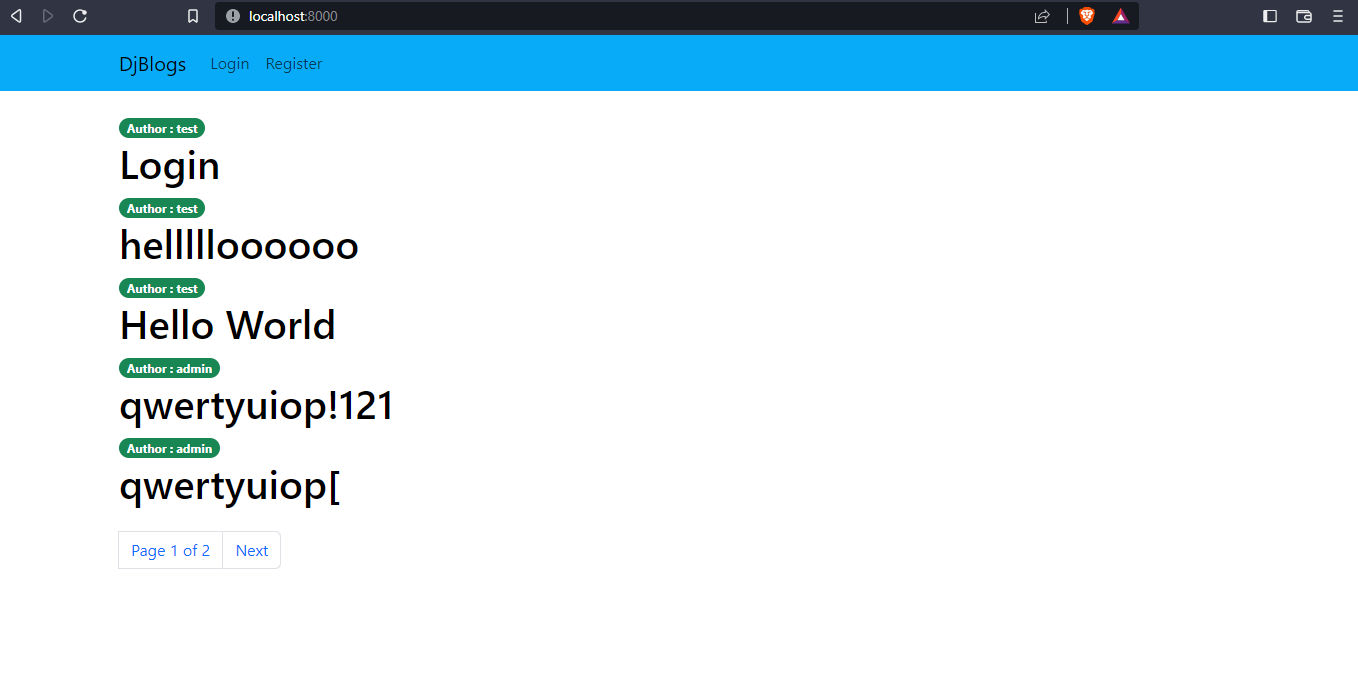 localhost:8000
DjBlogs Login Register
Author : test
Login
Author : test
hellllloooooo
Author : test
Hello World
Author : admin
qwertyuiop!121
Author : admin
qwertyuiop[
Page 1 of 2 Next